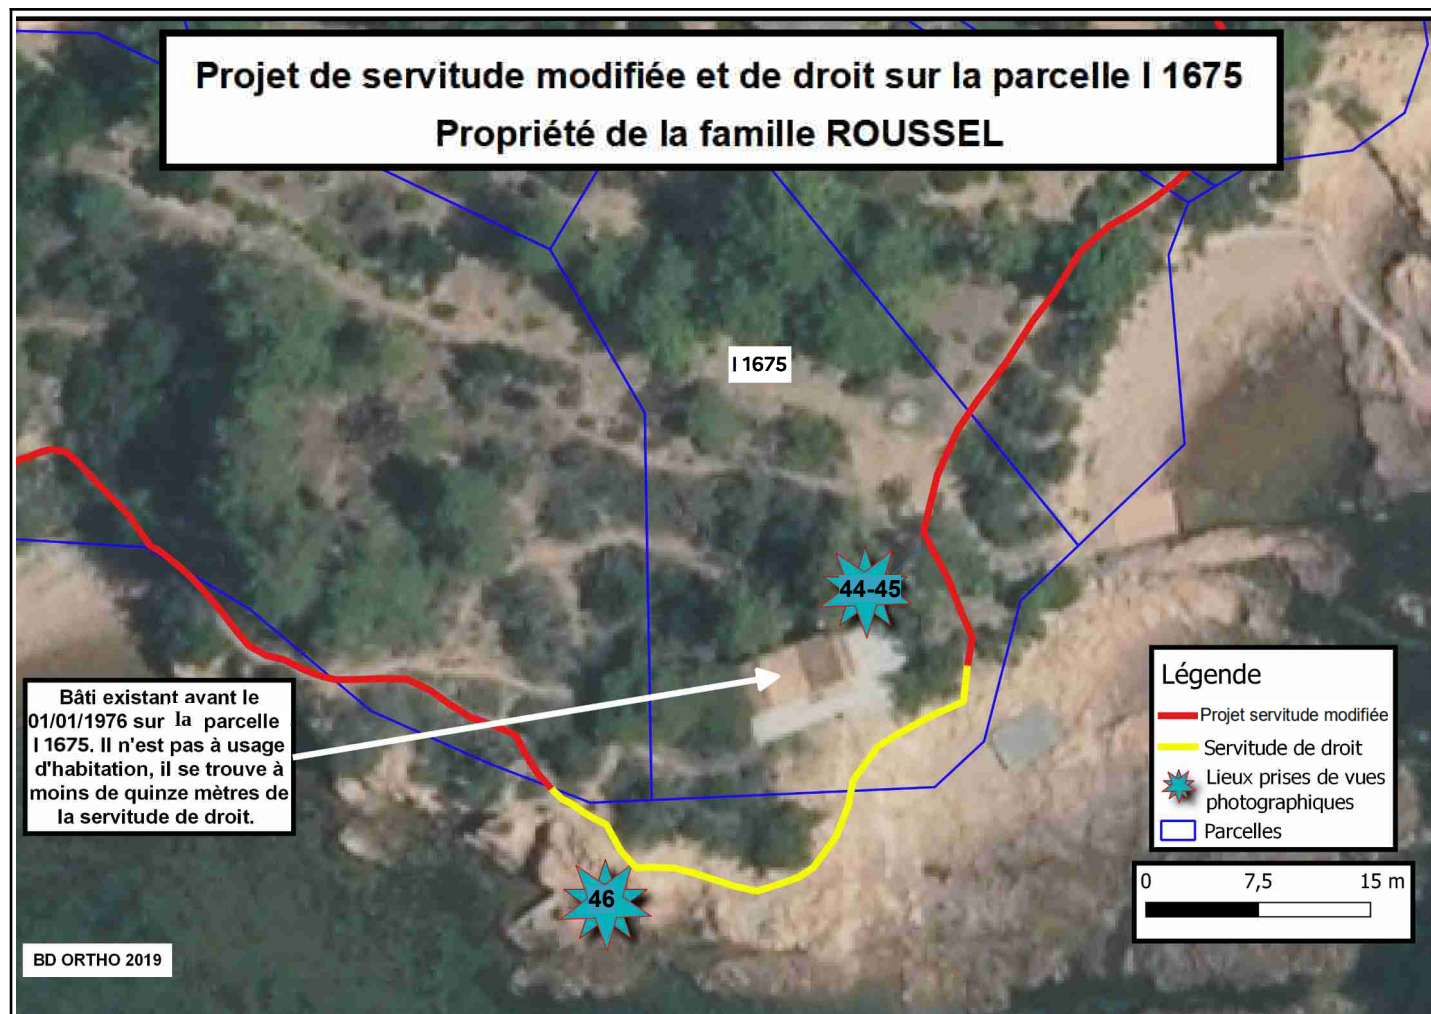 Projet de servitude modifiée et de droit sur la parcelle I 1675
Propriété de la famille ROUSSEL
I 1675
44-45
Bâti existant avant le
01/01/1976 sur la parcelle
I 1675. Il n'est pas à usage
d'habitation, il se trouve à
moins de quinze mètres de
la servitude de droit.
46
BD ORTHO 2019
Légende
Projet servitude modifiée
Servitude de droit
Lieux prises de vues
photographiques
Parcelles
0 7,5 15 m